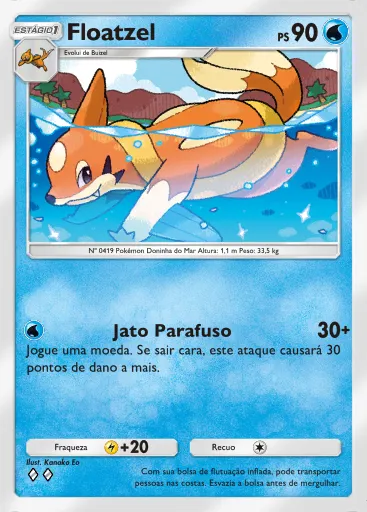 ESTÁGIO 1
Floatzel
PS 90
Evolui de Buizel
Nº 0419 Pokémon Doninha do Mar Altura: 1,1 m Peso: 33,5 kg
Jato Parafuso 30+
Jogue uma moeda. Se sair cara, este ataque causará 30
pontos de dano a mais.
Fraqueza +20 Recuo
Ilust. Kanako Eo
Com sua bolsa de flutuação inflada, pode transportar
pessoas nas costas. Esvazia a bolsa antes de mergulhar.